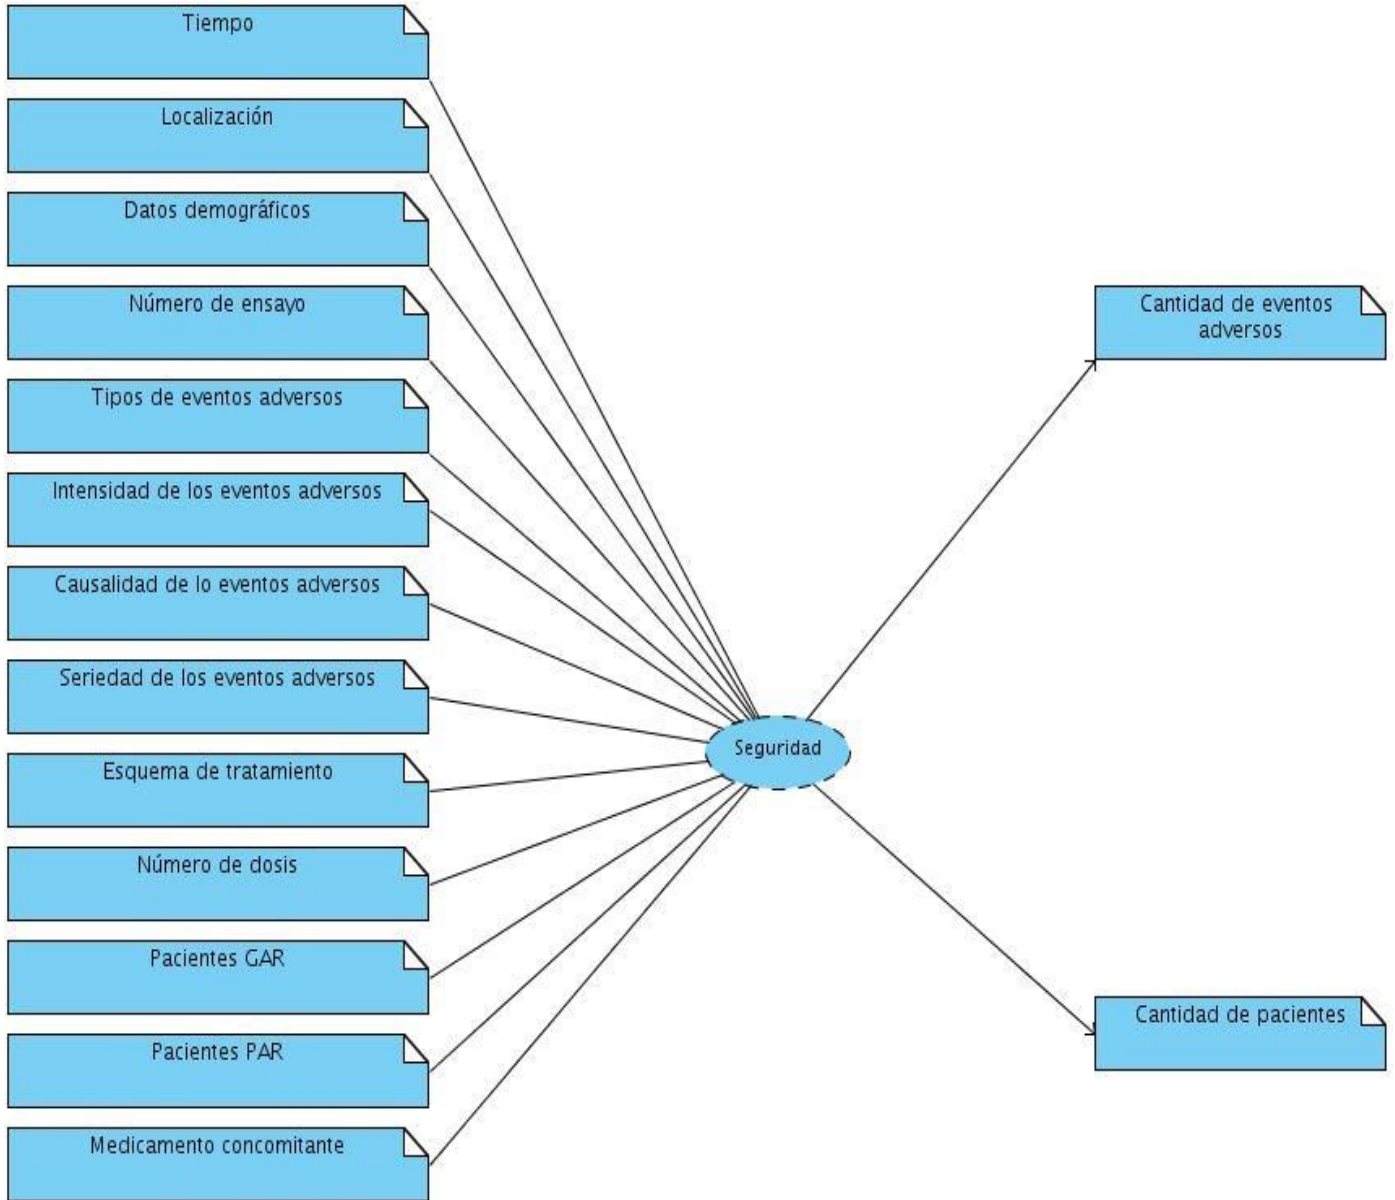 Tiempo
Localización
Datos demográficos
Número de ensayo
Tipos de eventos adversos
Intensidad de los eventos adversos
Causalidad de lo eventos adversos
Seriedad de los eventos adversos
Esquema de tratamiento
Número de dosis
Pacientes GAR
Pacientes PAR
Medicamento concomitante
Seguridad
Cantidad de eventos
adversos
Cantidad de pacientes